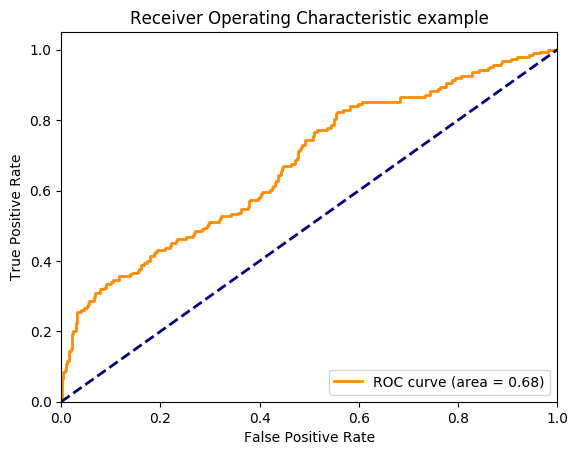 Receiver Operating Characteristic example
1.0
0.8
0.6
0.4
0.2
0.0
True Positive Rate
ROC curve (area = 0.68)
0.0 0.2 0.4 0.6 0.8 1.0
False Positive Rate